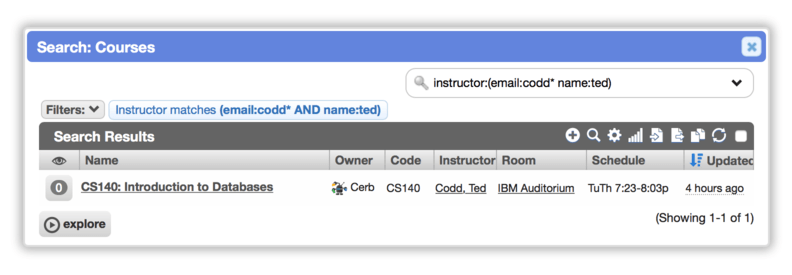 Search: Courses
instructor:(email:codd* name:ted)
Filters: Instructor matches (email:codd* AND name:ted)
Search Results
Name Owner Code Instructor Room Schedule Updated
0 CS140: Introduction to Databases Cerb CS140 Codd, Ted IBM Auditorium TuTh 7:23-8:03p 4 hours ago
explore (Showing 1-1 of 1)